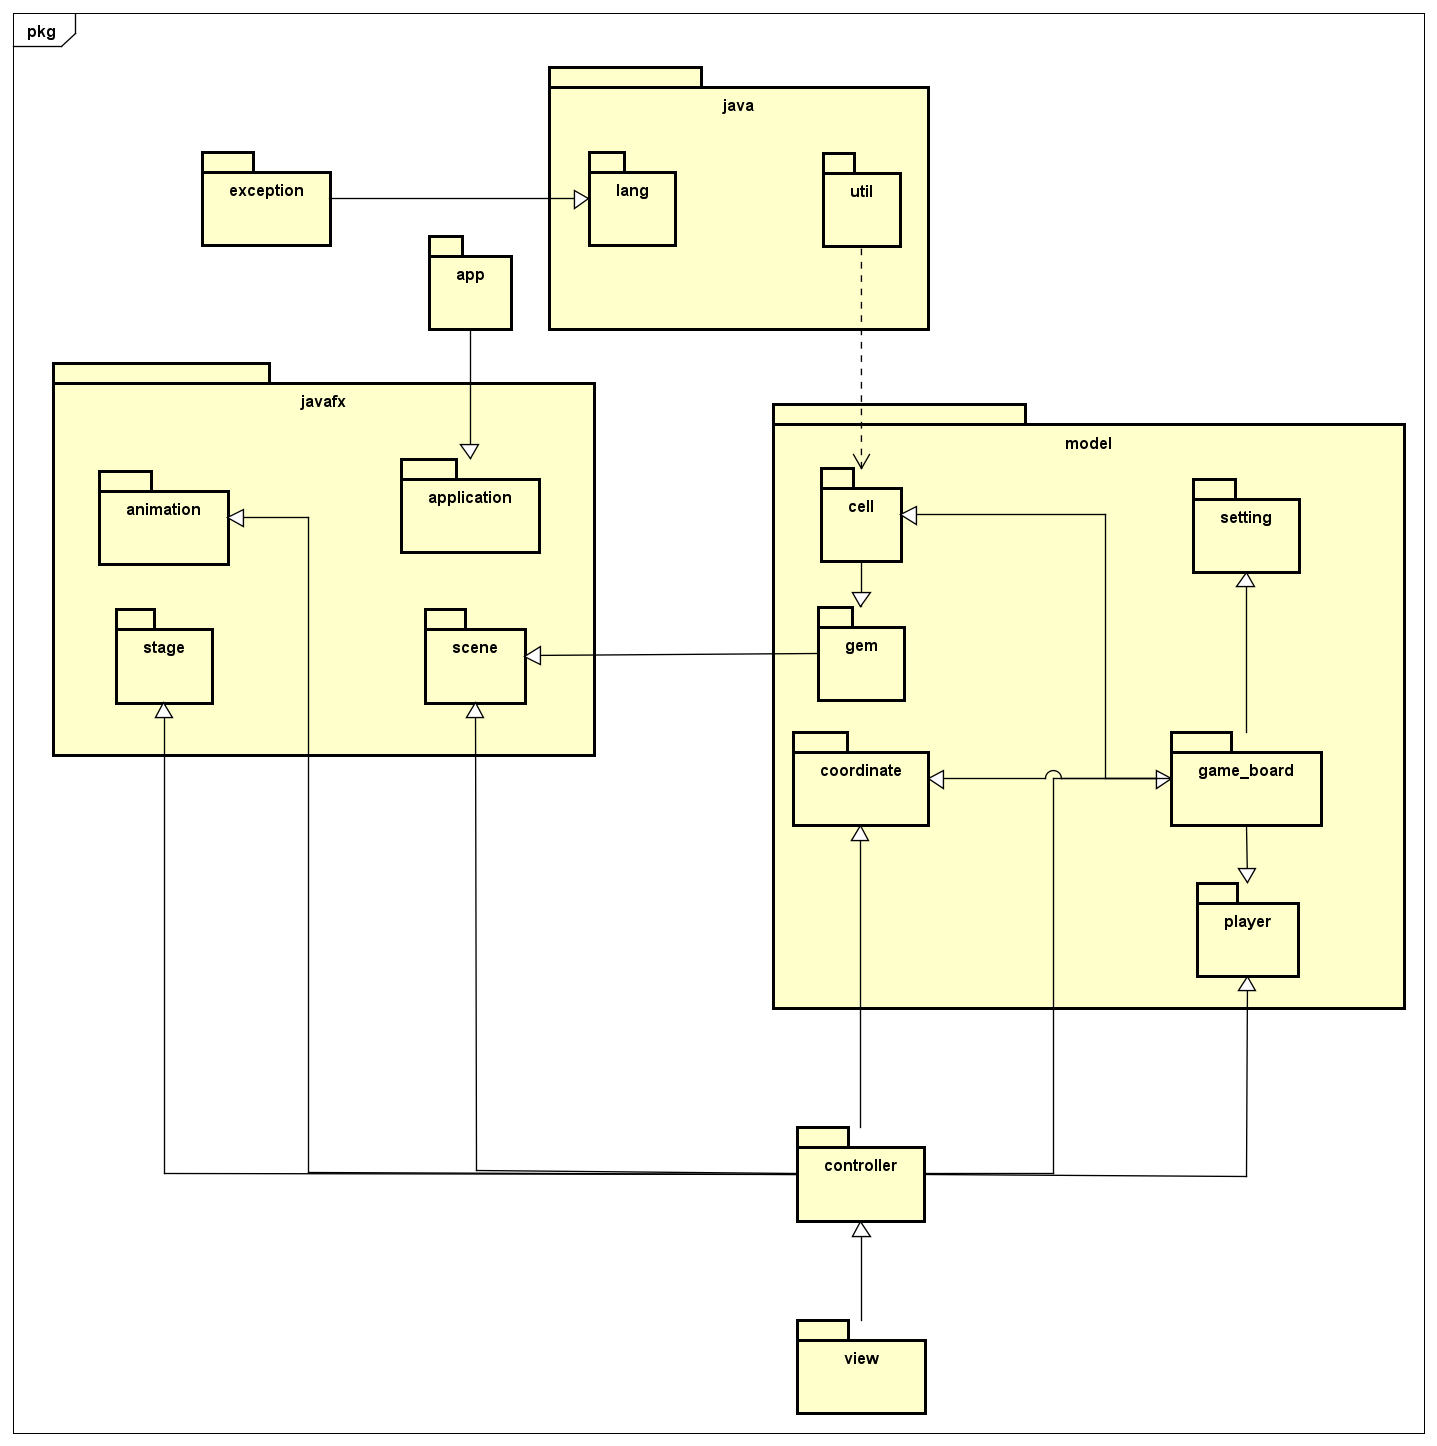 pkg
java
exception
lang
util
app
javafx
model
animation
application
cell
setting
stage
scene
gem
coordinate
game_board
player
controller
view